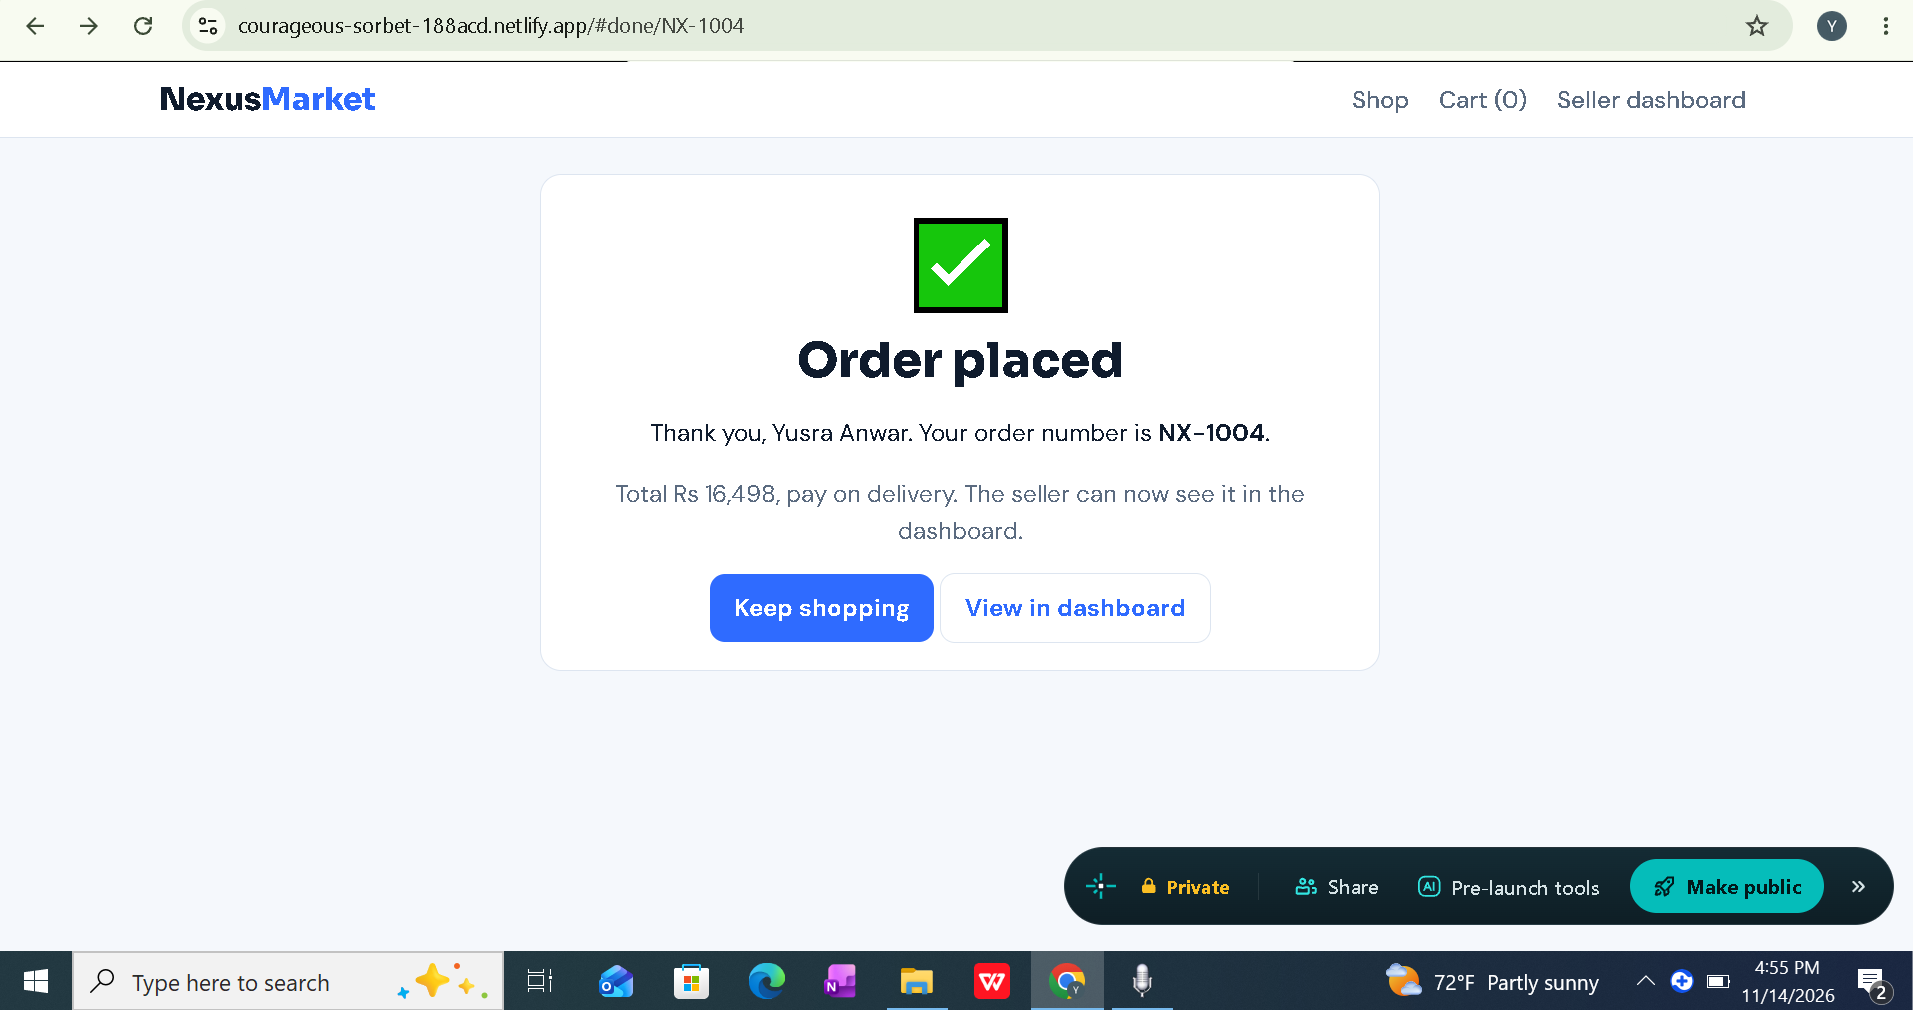 courageous-sorbet-188acd.netlify.app/#done/NX-1004
Y
NexusMarket
Shop Cart (0) Seller dashboard
Order placed
Thank you, Yusra Anwar. Your order number is NX-1004.
Total Rs 16,498, pay on delivery. The seller can now see it in the
dashboard.
Keep shopping View in dashboard
Private Share AI Pre-launch tools Make public »
Type here to search
O
N
W
Y
72°F Partly sunny
4:55 PM
11/14/2026
2